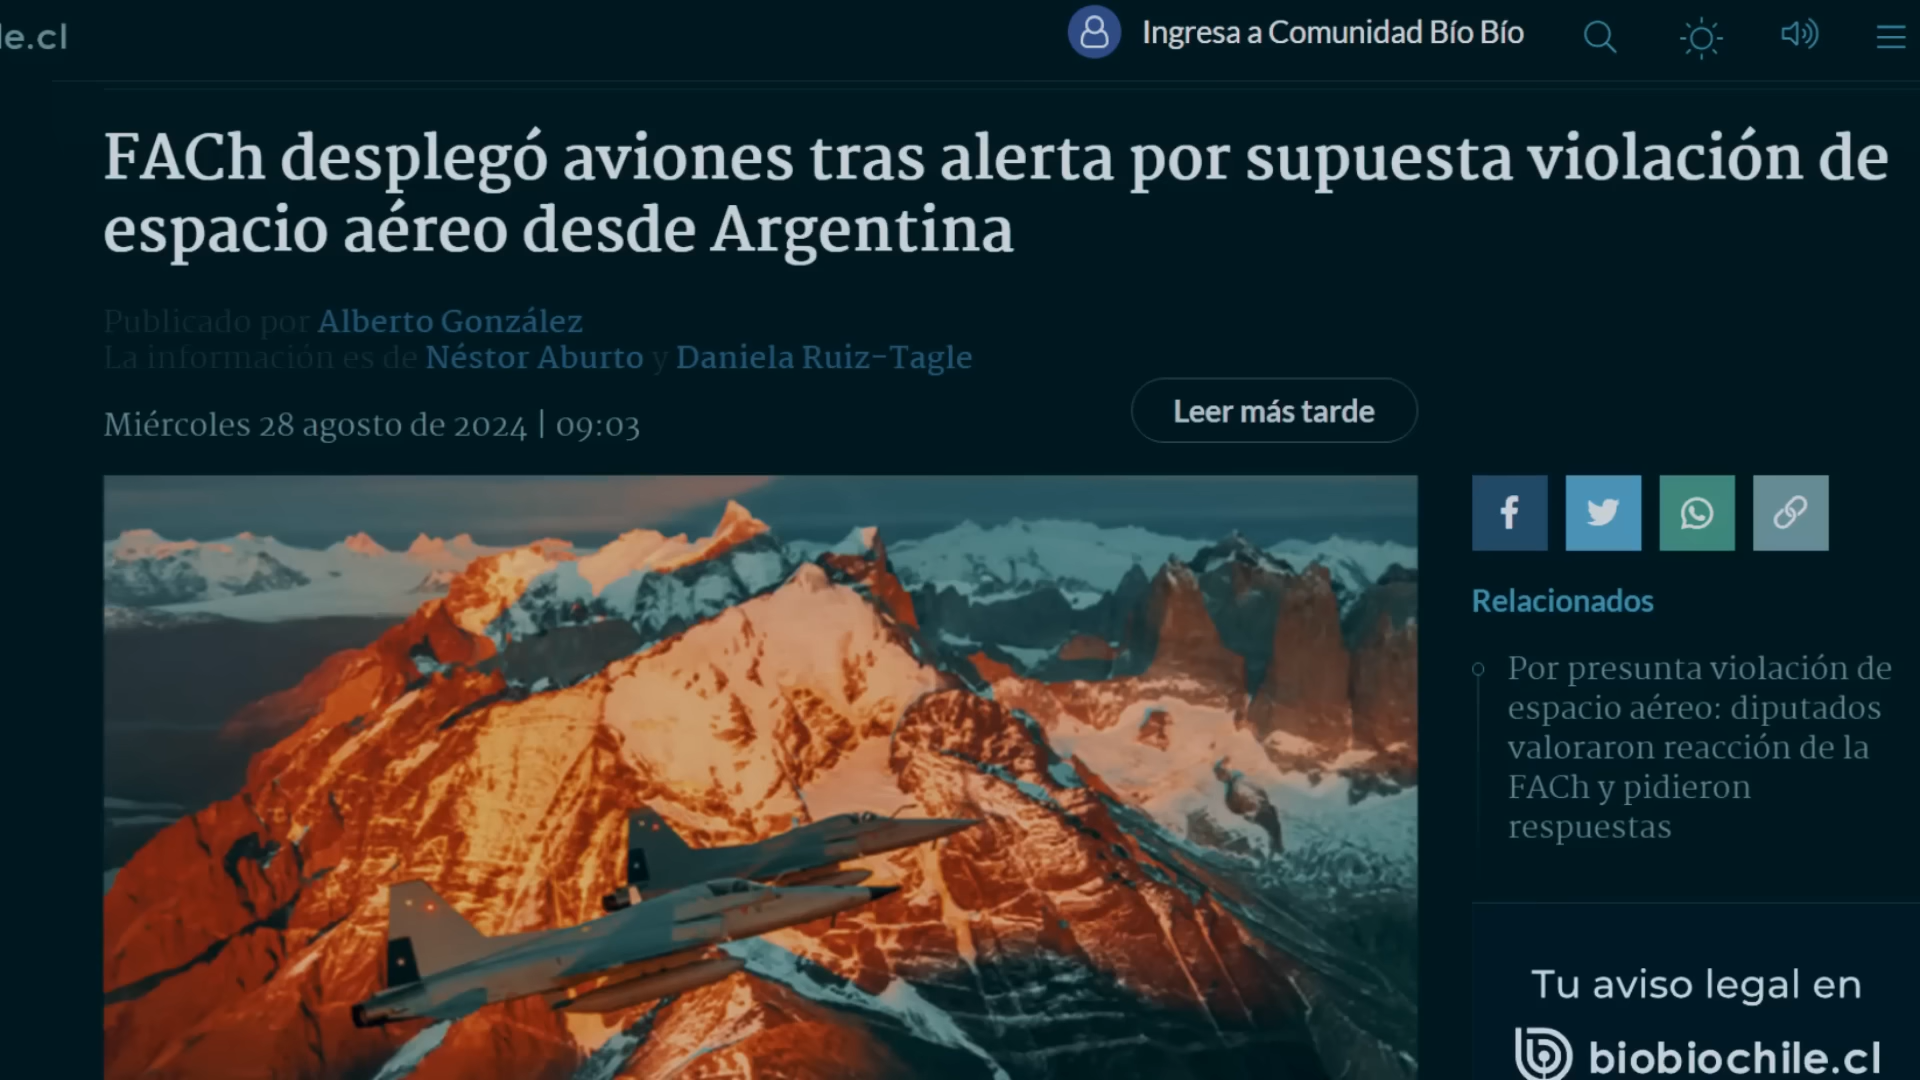 le.cl
Ingresa a Comunidad Bío Bío
FACh desplegó aviones tras alerta por supuesta violación de
espacio aéreo desde Argentina
Publicado por Alberto González
La información es de Néstor Aburto y Daniela Ruiz-Tagle
Miércoles 28 agosto de 2024 | 09:03
Leer más tarde
Relacionados
Por presunta violación de
espacio aéreo: diputados
valoraron reacción de la
FACh y pidieron
respuestas
Tu aviso legal en
biobiochile.cl